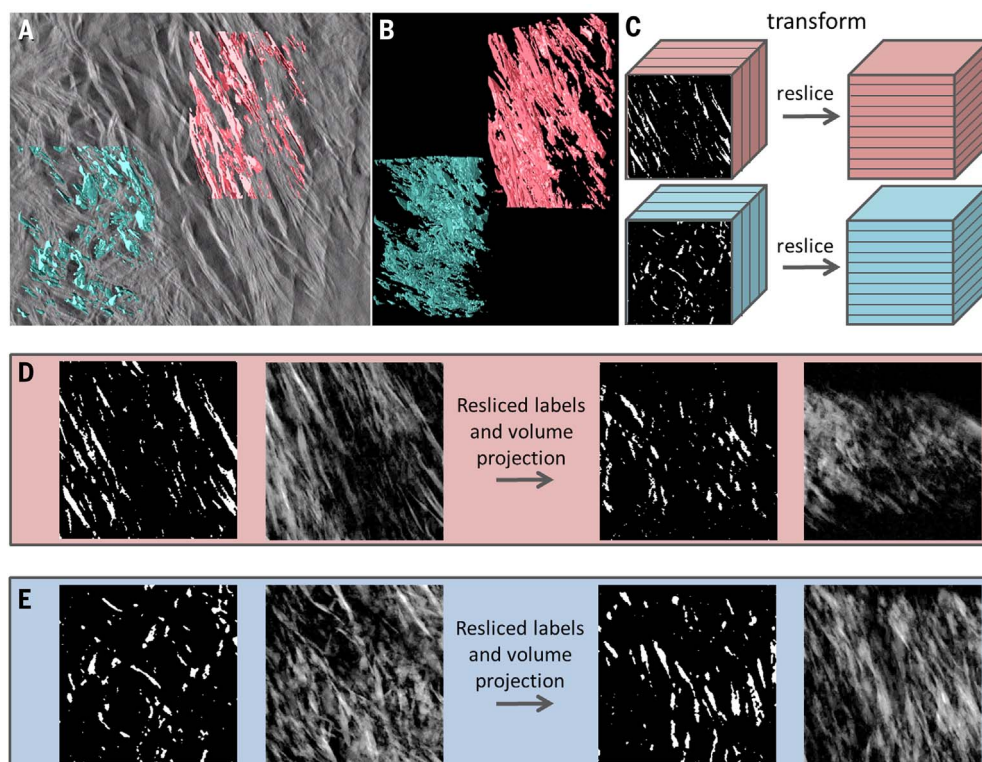 A
B
C
transform
reslice
reslice
D
Resliced labels
and volume
projection
E
Resliced labels
and volume
projection